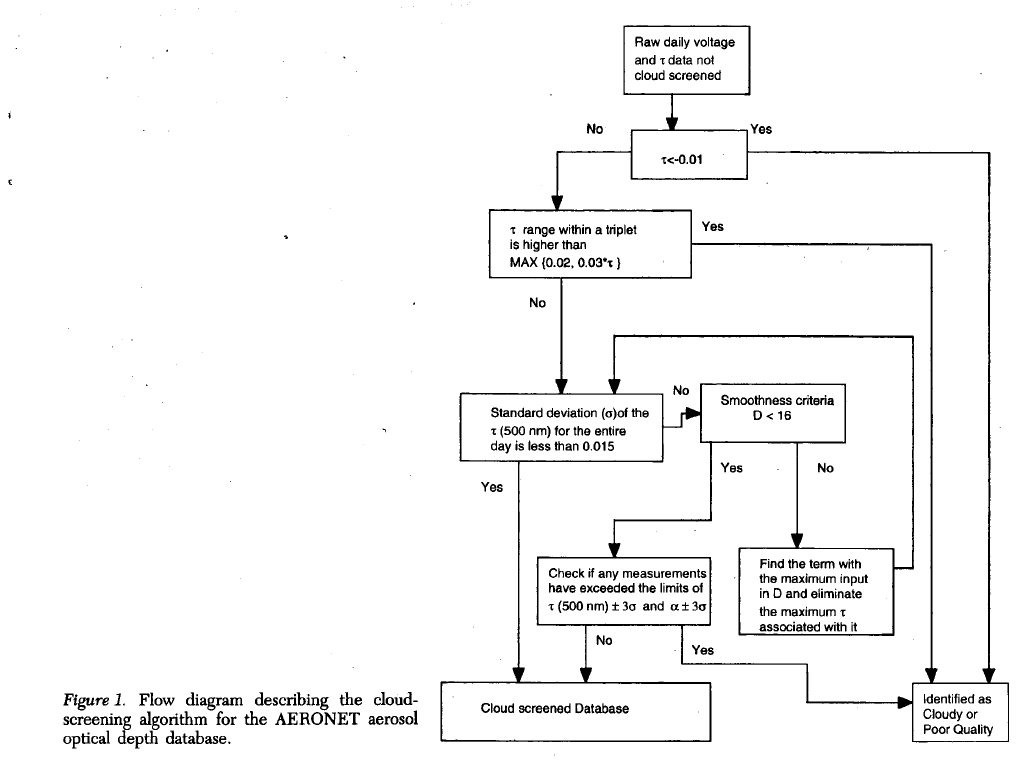 Raw daily voltage
and τ data not
cloud screened
No
Yes
τ<-0.01
τ range within a triplet
is higher than
MAX {0.02, 0.03*τ }
Yes
No
Standard deviation (σ)of the
τ (500 nm) for the entire
day is less than 0.015
No
Smoothness criteria
D < 16
Yes
Yes
No
Check if any measurements
have exceeded the limits of
τ (500 nm) ± 3σ and α ± 3σ
Find the term with
the maximum input
in D and eliminate
the maximum τ
associated with it
No
Yes
Cloud screened Database
Identified as
Cloudy or
Poor Quality
Figure 1. Flow diagram describing the cloud-
screening algorithm for the AERONET aerosol
optical depth database.